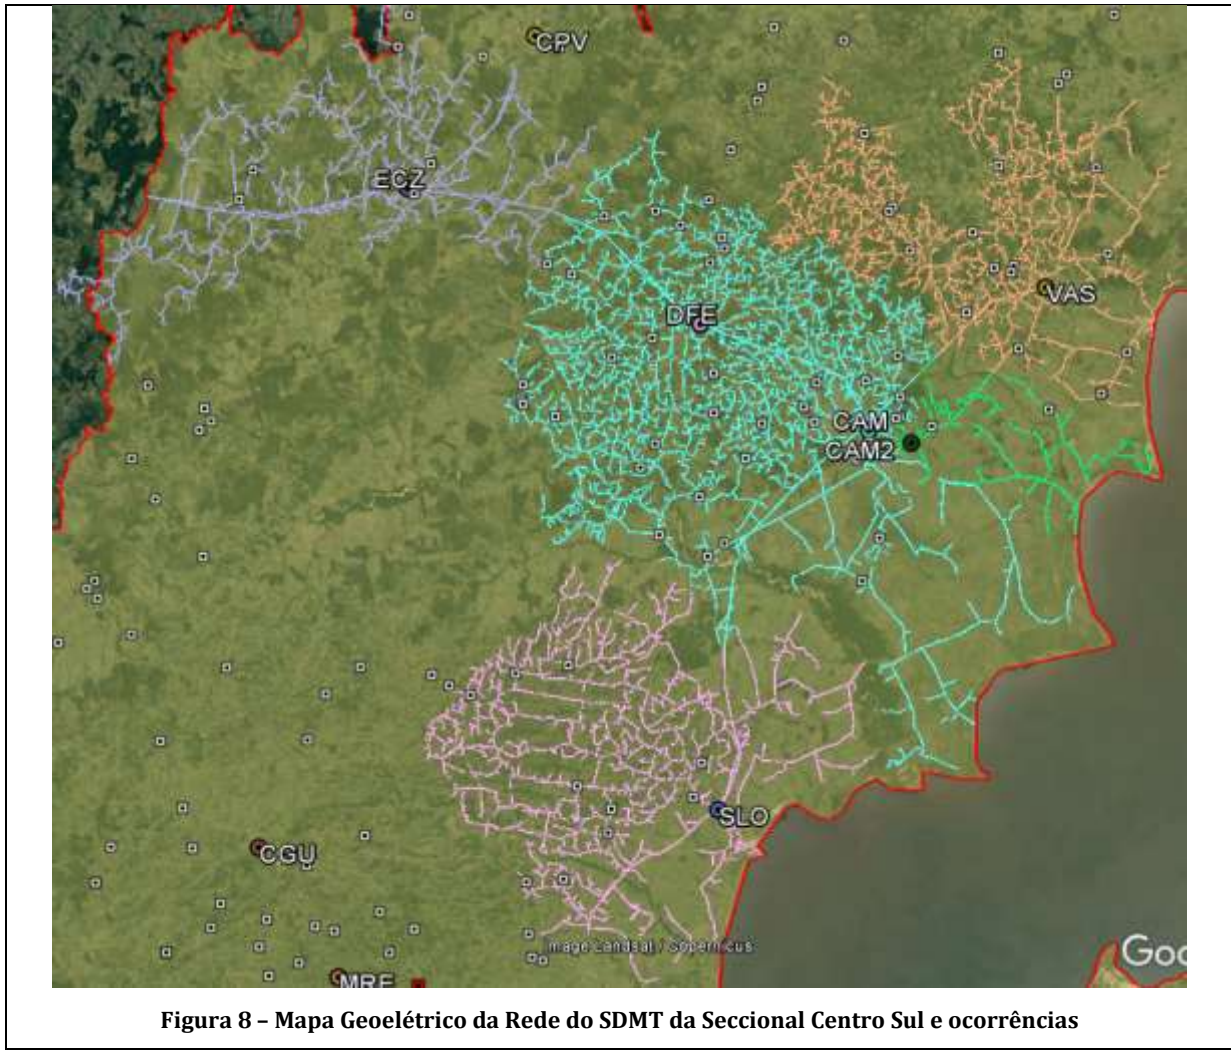 CPV
ECZ
VAS
DFE
CAM
CAM2
SLO
CGU
Image Landsat / Copernicus
MRE
Goo
Figura 8 – Mapa Geoelétrico da Rede do SDMT da Seccional Centro Sul e ocorrências